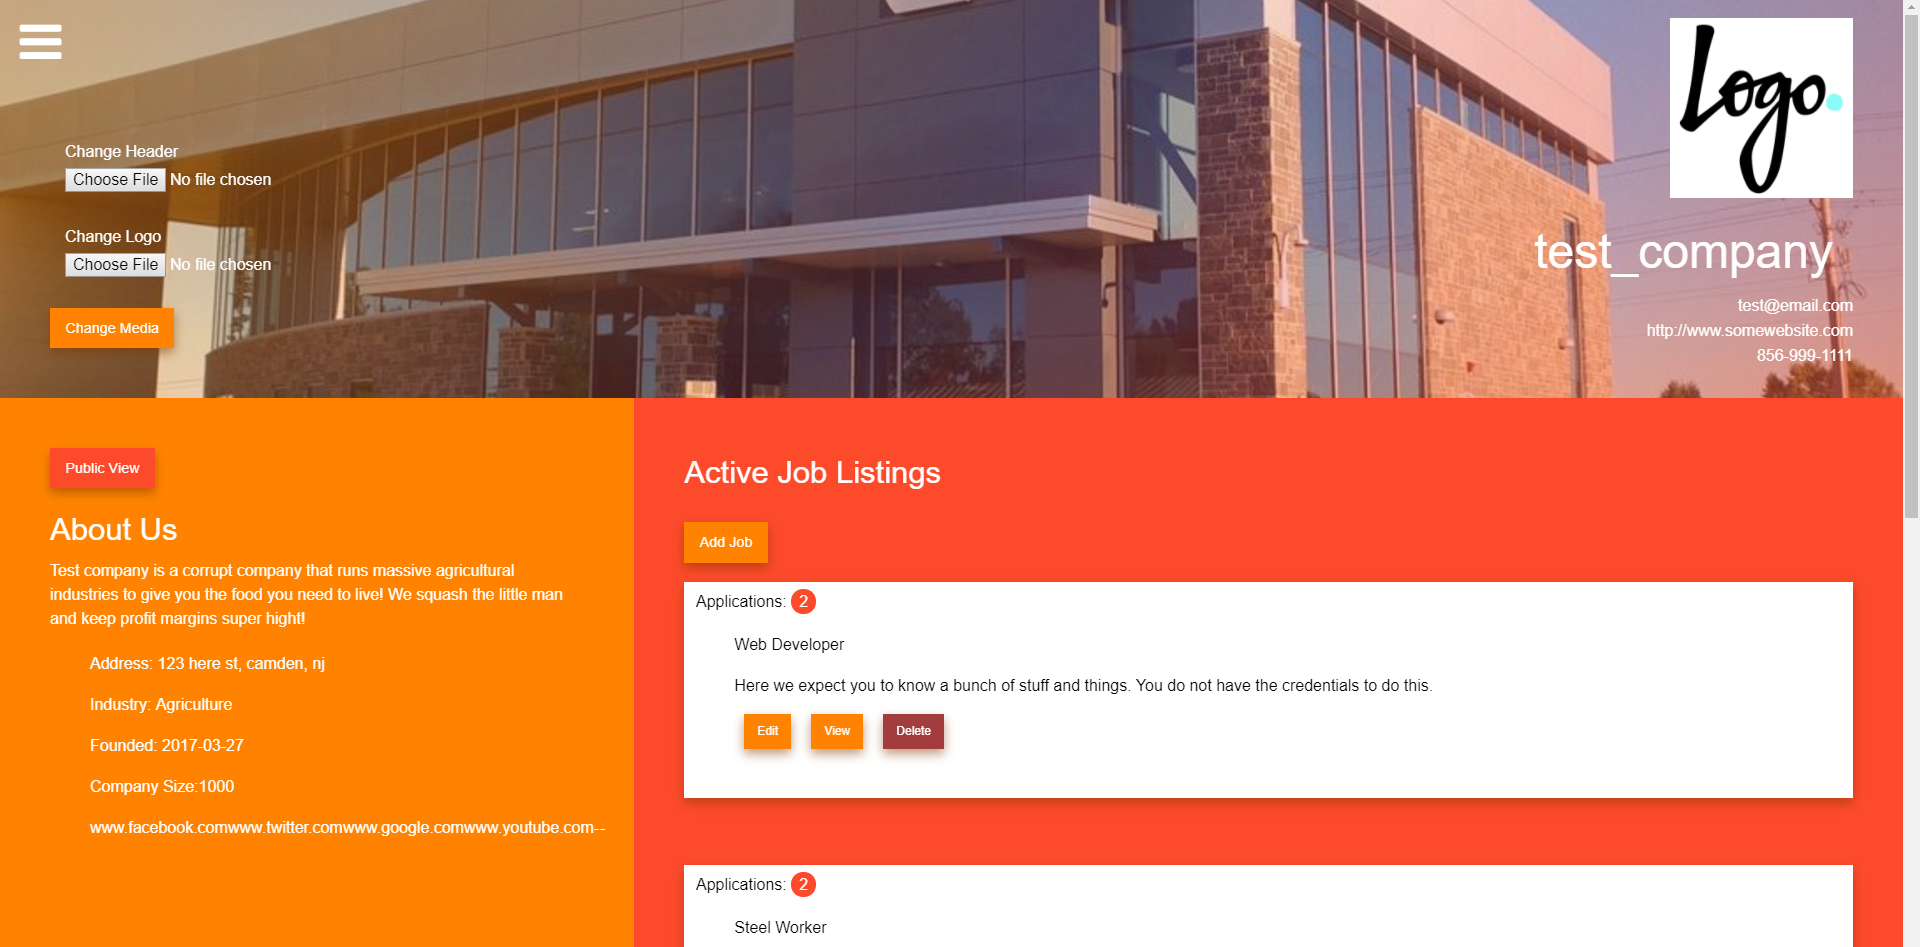 Logo.
Change Header
Choose File No file chosen
Change Logo
Choose File No file chosen
Change Media
test_company
test@email.com
http://www.somewebsite.com
856-999-1111
Public View
About Us
Test company is a corrupt company that runs massive agricultural
industries to give you the food you need to live! We squash the little man
and keep profit margins super hight!
Address: 123 here st, camden, nj
Industry: Agriculture
Founded: 2017-03-27
Company Size:1000
www.facebook.comwww.twitter.comwww.google.comwww.youtube.com--
Active Job Listings
Add Job
Applications: 2
Web Developer
Here we expect you to know a bunch of stuff and things. You do not have the credentials to do this.
Edit View Delete
Applications: 2
Steel Worker